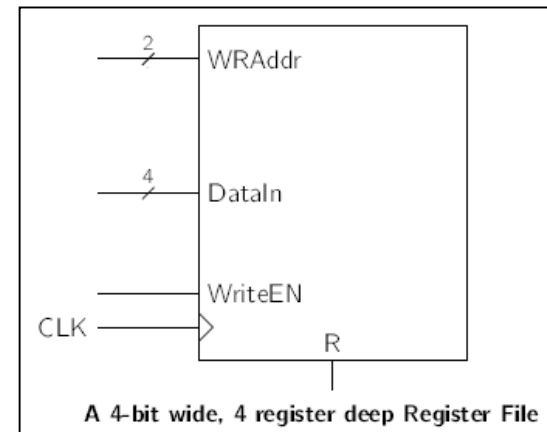 2
WRAddr
4
DataIn
WriteEN
CLK
R
A 4-bit wide, 4 register deep Register File